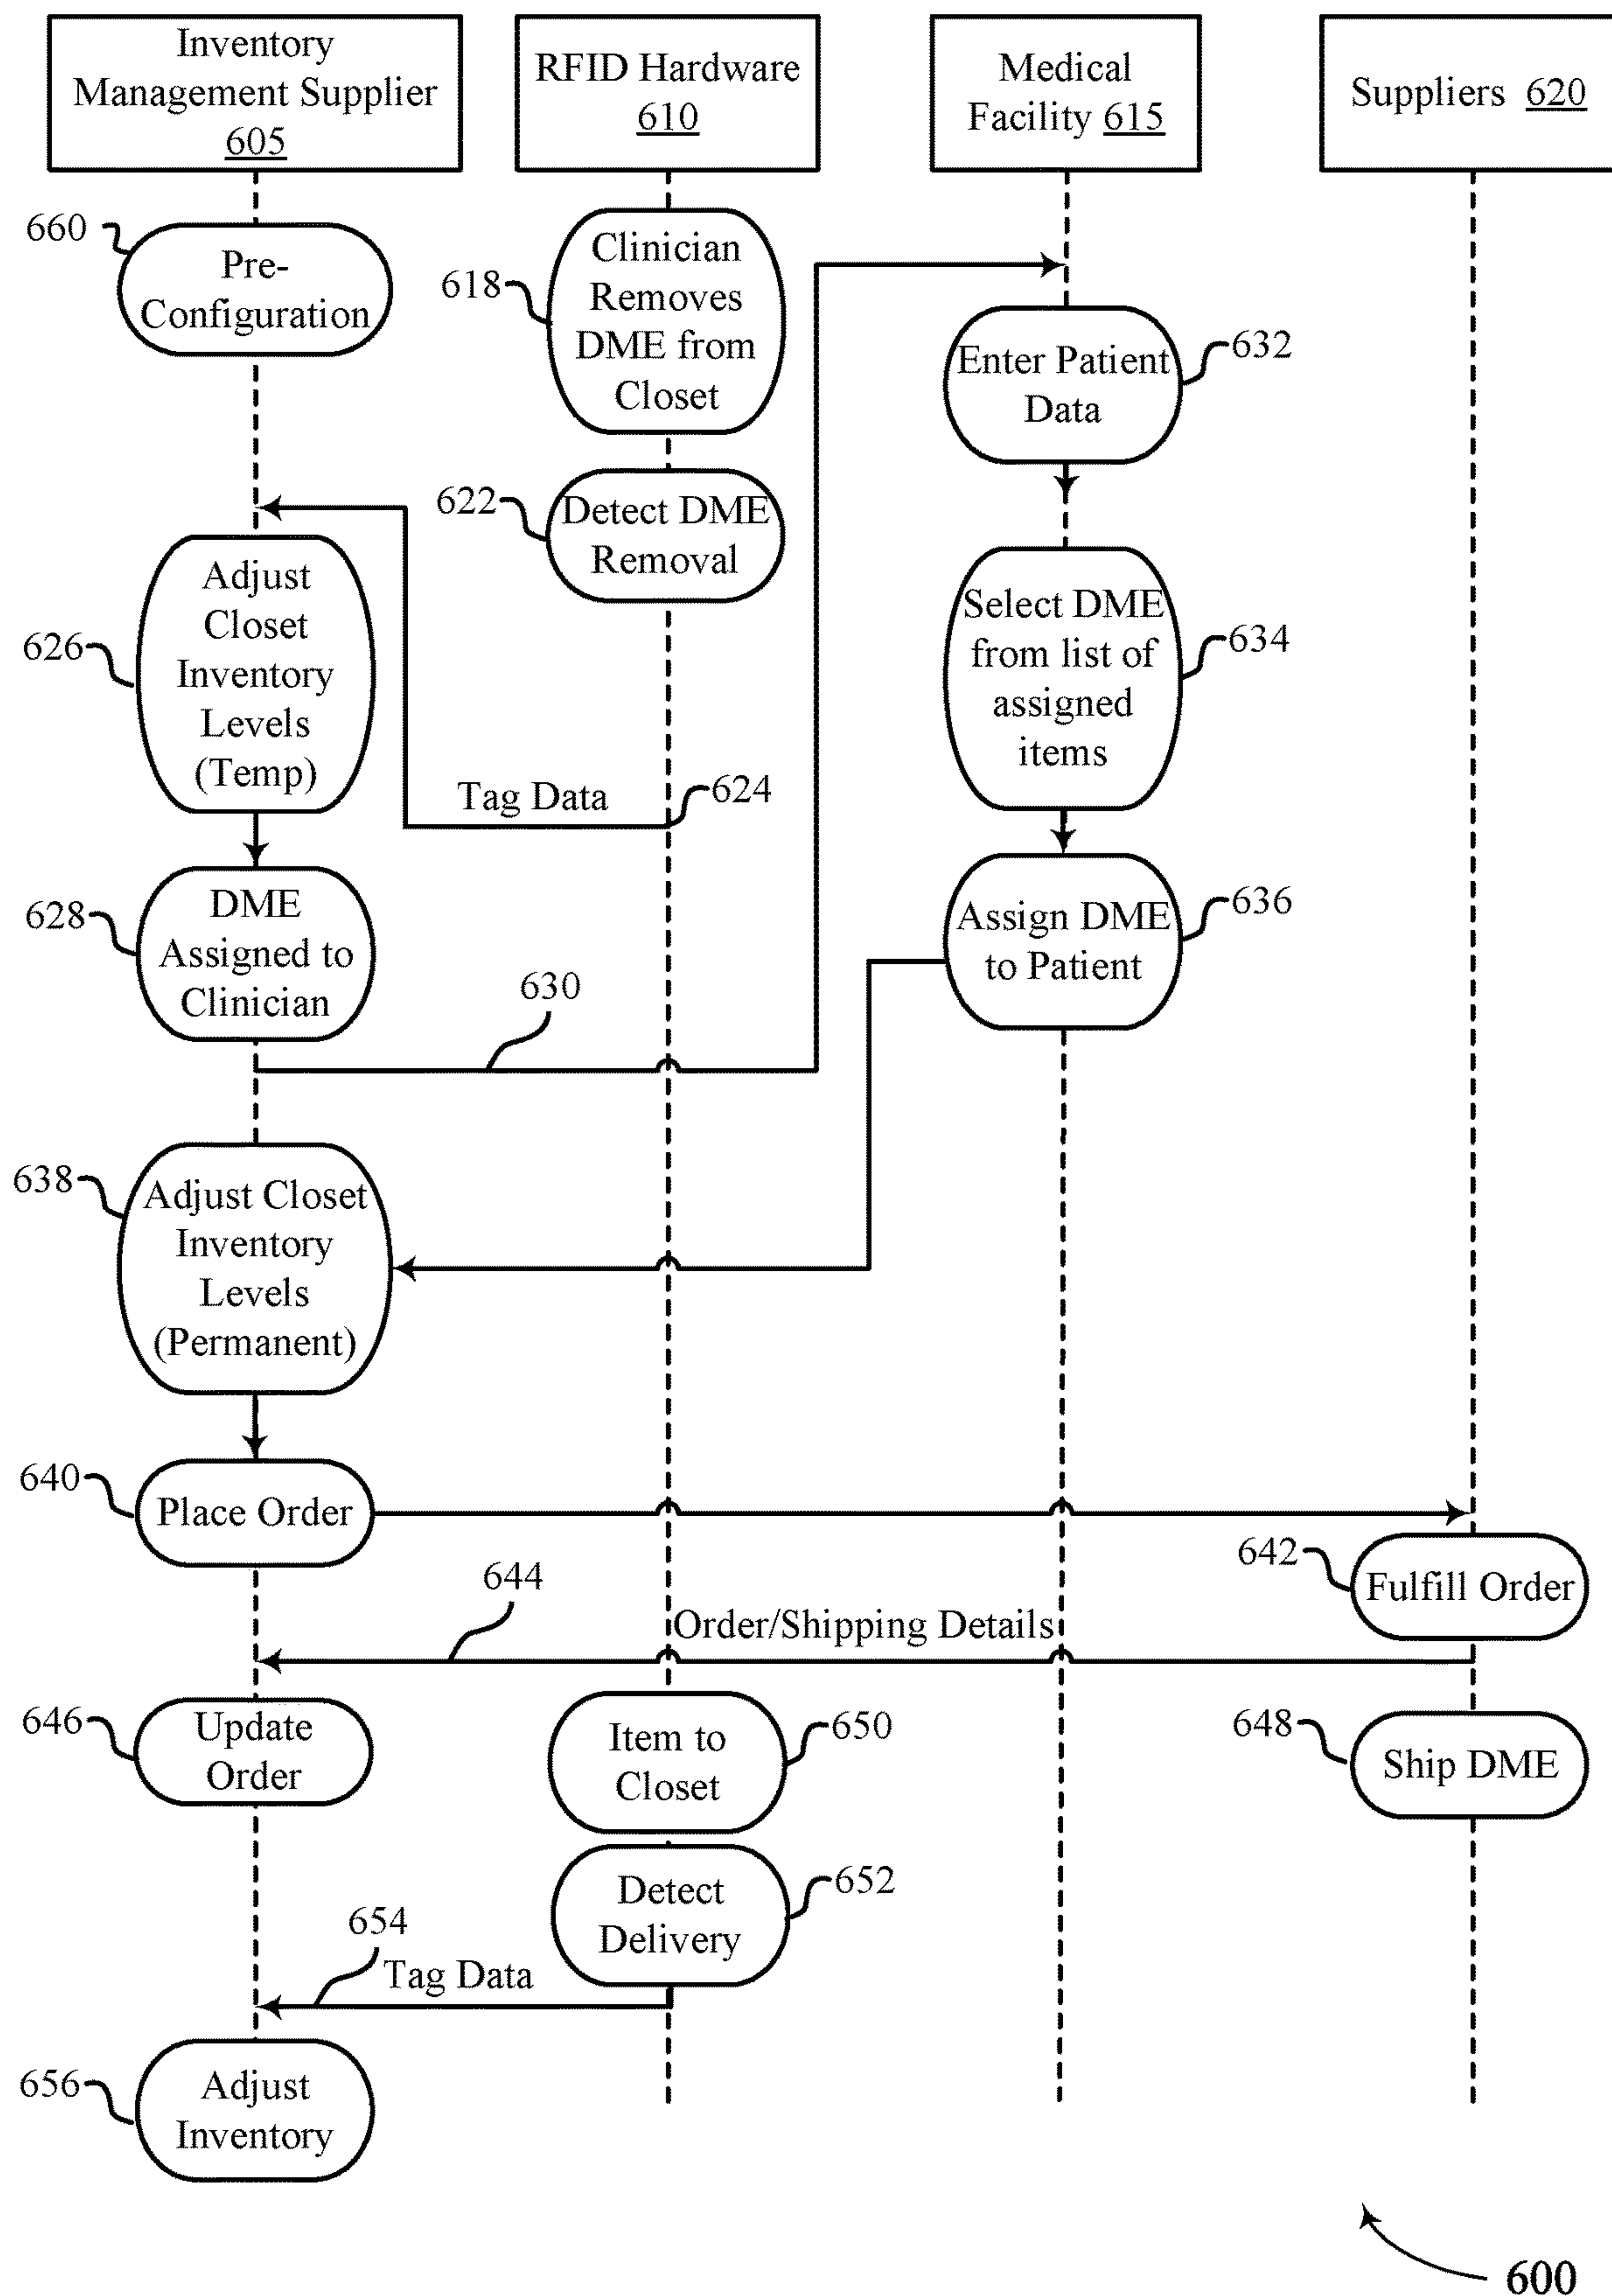 Inventory
Management Supplier
605
RFID Hardware
610
Medical
Facility 615
Suppliers 620
660
Pre-
Configuration
618
Clinician
Removes
DME from
Closet
632
Enter Patient
Data
622
Detect DME
Removal
626
Adjust
Closet
Inventory
Levels
(Temp)
634
Select DME
from list of
assigned
items
Tag Data
624
628
DME
Assigned to
Clinician
636
Assign DME
to Patient
630
638
Adjust Closet
Inventory
Levels
(Permanent)
640
Place Order
642
Fulfill Order
644
Order/Shipping Details
646
Update
Order
650
Item to
Closet
648
Ship DME
652
Detect
Delivery
654
Tag Data
656
Adjust
Inventory
600